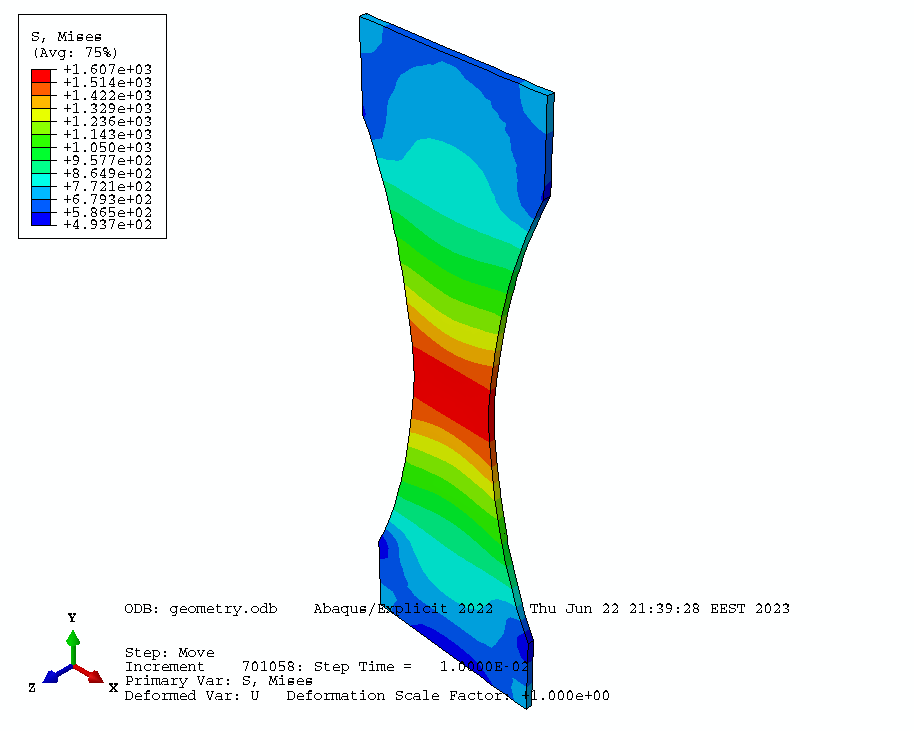 S, Mises
(Avg: 75%)
+1.607e+03
+1.514e+03
+1.422e+03
+1.329e+03
+1.236e+03
+1.143e+03
+1.050e+03
+9.577e+02
+8.649e+02
+7.721e+02
+6.793e+02
+5.865e+02
+4.937e+02
ODB: geometry.odb    Abaqus/Explicit 2022    Thu Jun 22 21:39:28 EEST 2023
Y
Z
X
Step: Move
Increment    701058: Step Time =   1.0000E-02
Primary Var: S, Mises
Deformed Var: U   Deformation Scale Factor: +1.000e+00